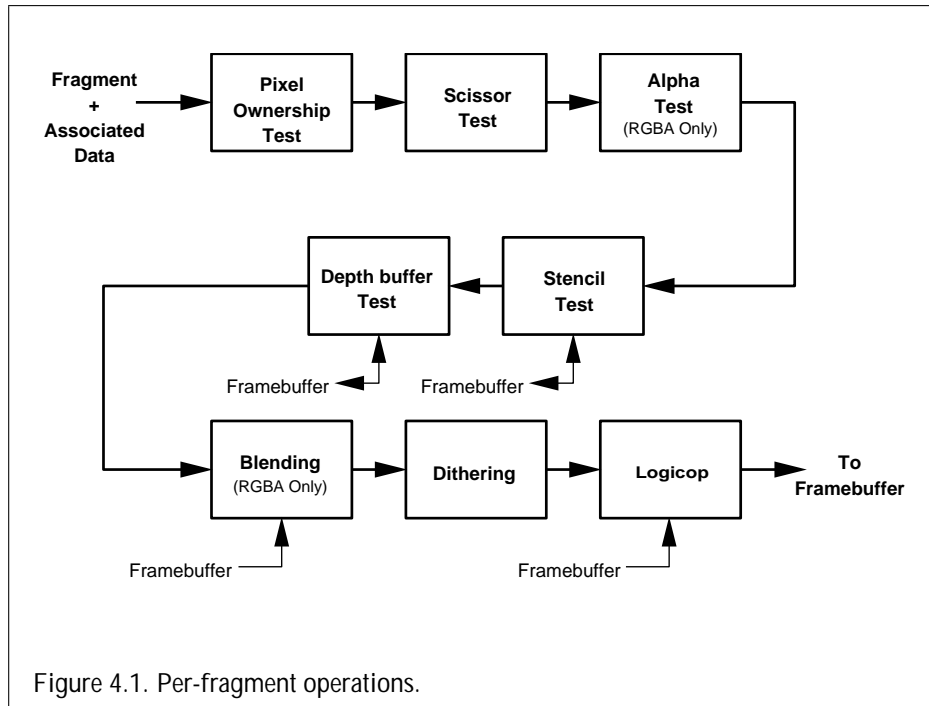 Fragment
+
Associated
Data
Pixel
Ownership
Test
Scissor
Test
Alpha
Test
(RGBA Only)
Depth buffer
Test
Stencil
Test
Framebuffer
Framebuffer
Blending
(RGBA Only)
Dithering
Logicop
To
Framebuffer
Framebuffer
Framebuffer
Figure 4.1. Per-fragment operations.